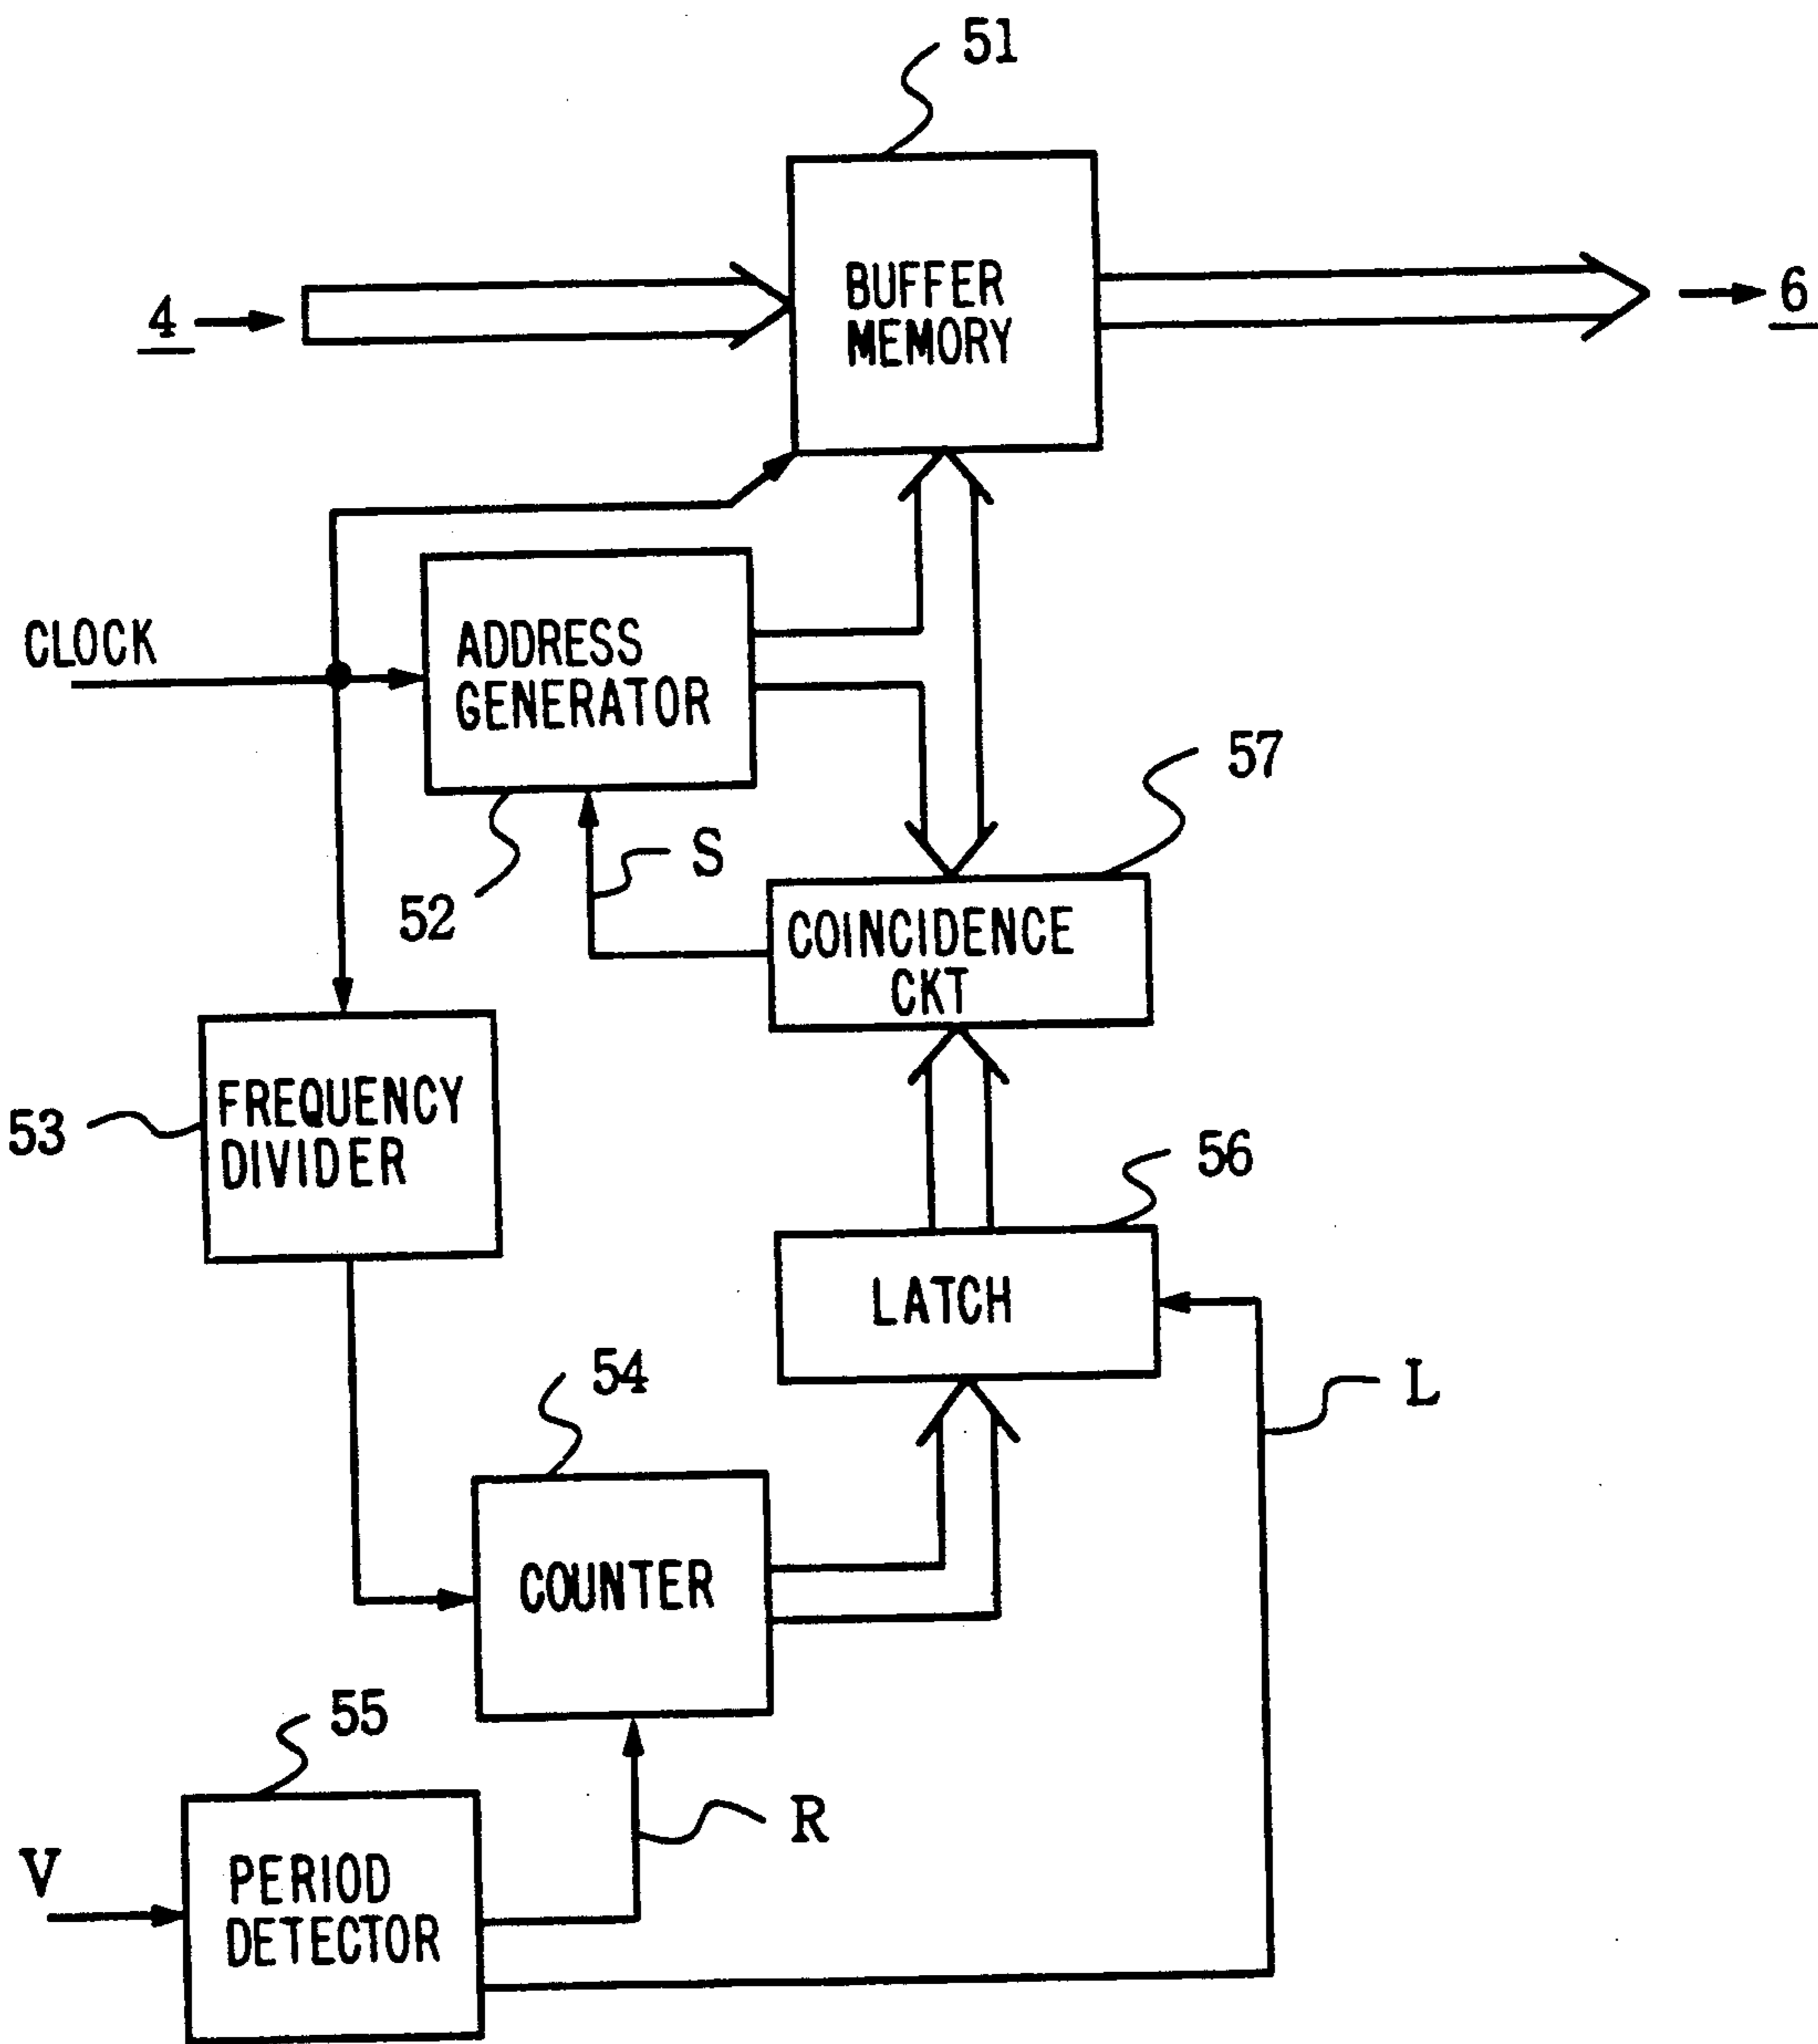 51
BUFFER
MEMORY
4
6
CLOCK
ADDRESS
GENERATOR
57
S
52
COINCIDENCE
CKT
FREQUENCY
DIVIDER
53
56
LATCH
54
L
COUNTER
55
R
V
PERIOD
DETECTOR